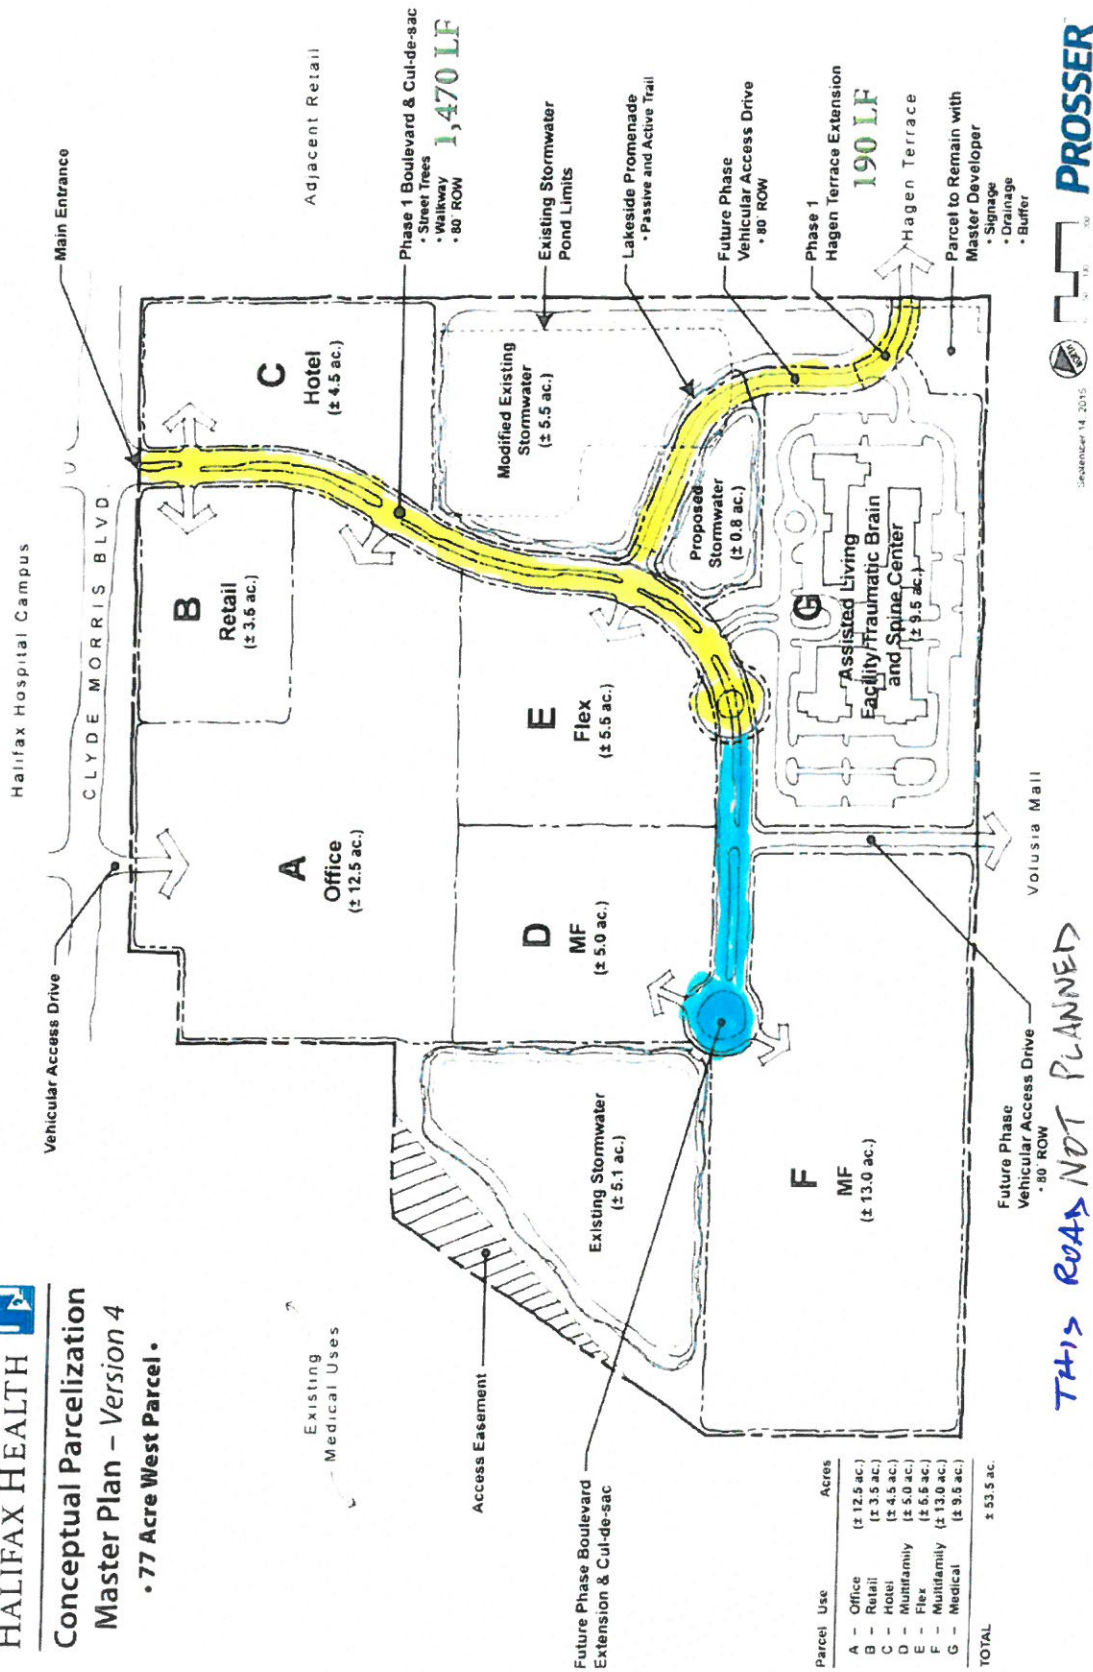 HALIFAX HEALTH
Conceptual Parcelization
Master Plan – Version 4
• 77 Acre West Parcel •
Halifax Hospital Campus
CLYDE MORRIS BLVD
Vehicular Access Drive
Main Entrance
Adjacent Retail
Existing
Medical Uses
Access Easement
A
Office
(± 12.5 ac.)
B
Retail
(± 3.5 ac.)
C
Hotel
(± 4.5 ac.)
Phase 1 Boulevard & Cul-de-sac
• Street Trees
• Walkway
• 80' ROW
1,470 LF
Existing Stormwater
Pond Limits
Modified Existing
Stormwater
(± 5.5 ac.)
Lakeside Promenade
• Passive and Active Trail
Future Phase
Vehicular Access Drive
• 80' ROW
Phase 1
Hagen Terrace Extension
190 LF
Hagen Terrace
Parcel to Remain with
Master Developer
• Signage
• Drainage
• Buffer
D
MF
(± 5.0 ac.)
E
Flex
(± 5.5 ac.)
Proposed
Stormwater
(± 0.8 ac.)
Existing Stormwater
(± 5.1 ac.)
F
MF
(± 13.0 ac.)
G
Assisted Living
Facility/Traumatic Brain
and Spine Center
(± 9.5 ac.)
Future Phase Boulevard
Extension & Cul-de-sac
Future Phase
Vehicular Access Drive
• 80' ROW
Volusia Mall
THIS ROAD NOT PLANNED
Parcel Use Acres
A – Office (± 12.5 ac.)
B – Retail (± 3.5 ac.)
C – Hotel (± 4.5 ac.)
D – Multifamily (± 5.0 ac.)
E – Flex (± 5.5 ac.)
F – Multifamily (± 13.0 ac.)
G – Medical (± 9.5 ac.)
TOTAL ± 53.5 ac.
September 14, 2015
NORTH
PROSSER